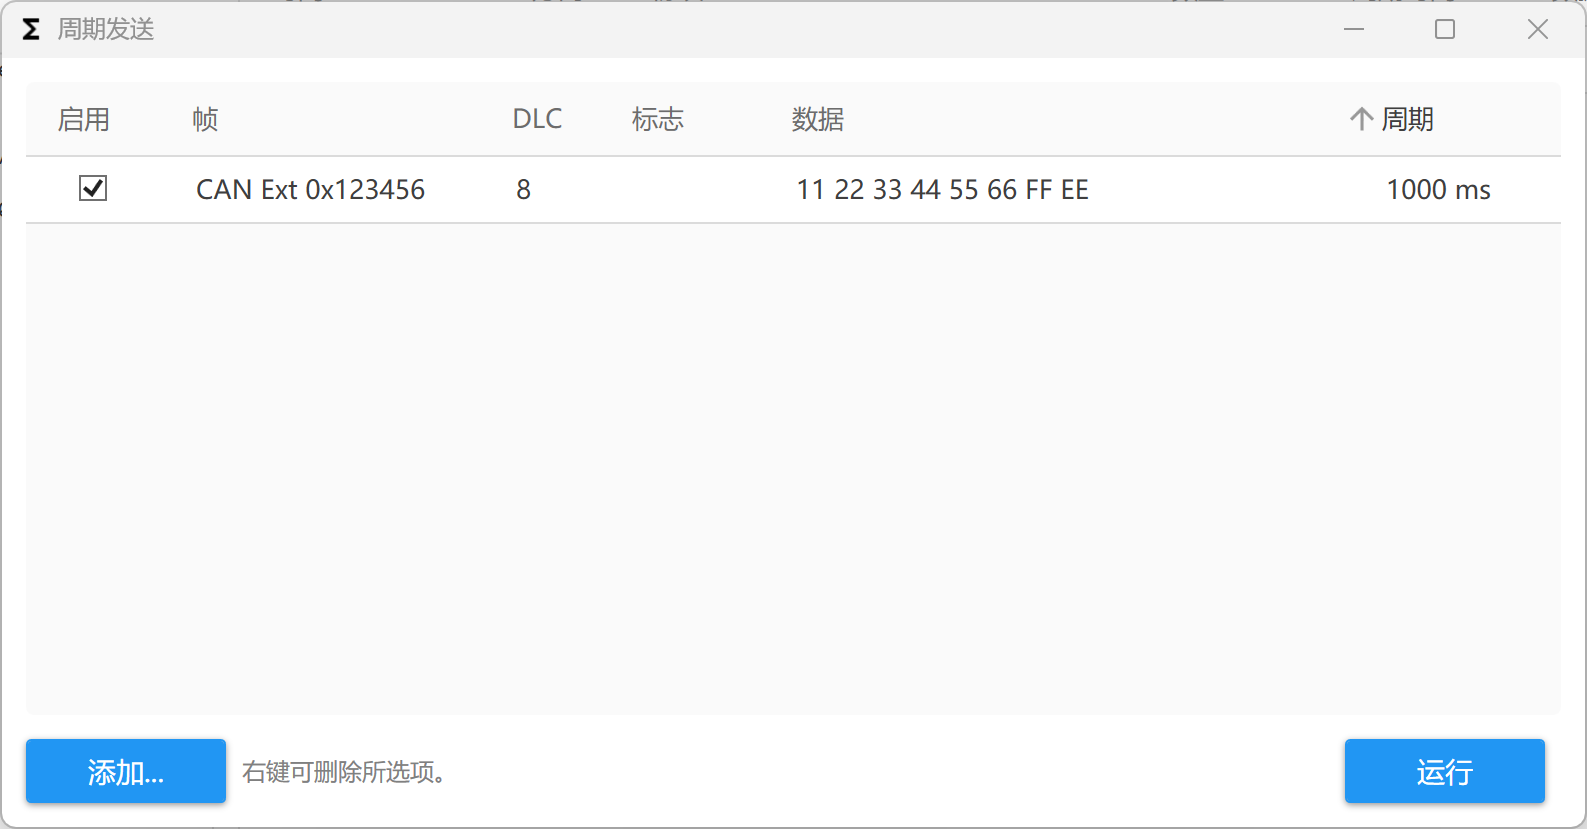 Σ 周期发送
启用 帧 DLC 标志 数据 ↑ 周期
CAN Ext 0x123456 8 11 22 33 44 55 66 FF EE 1000 ms
添加... 右键可删除所选项。 运行